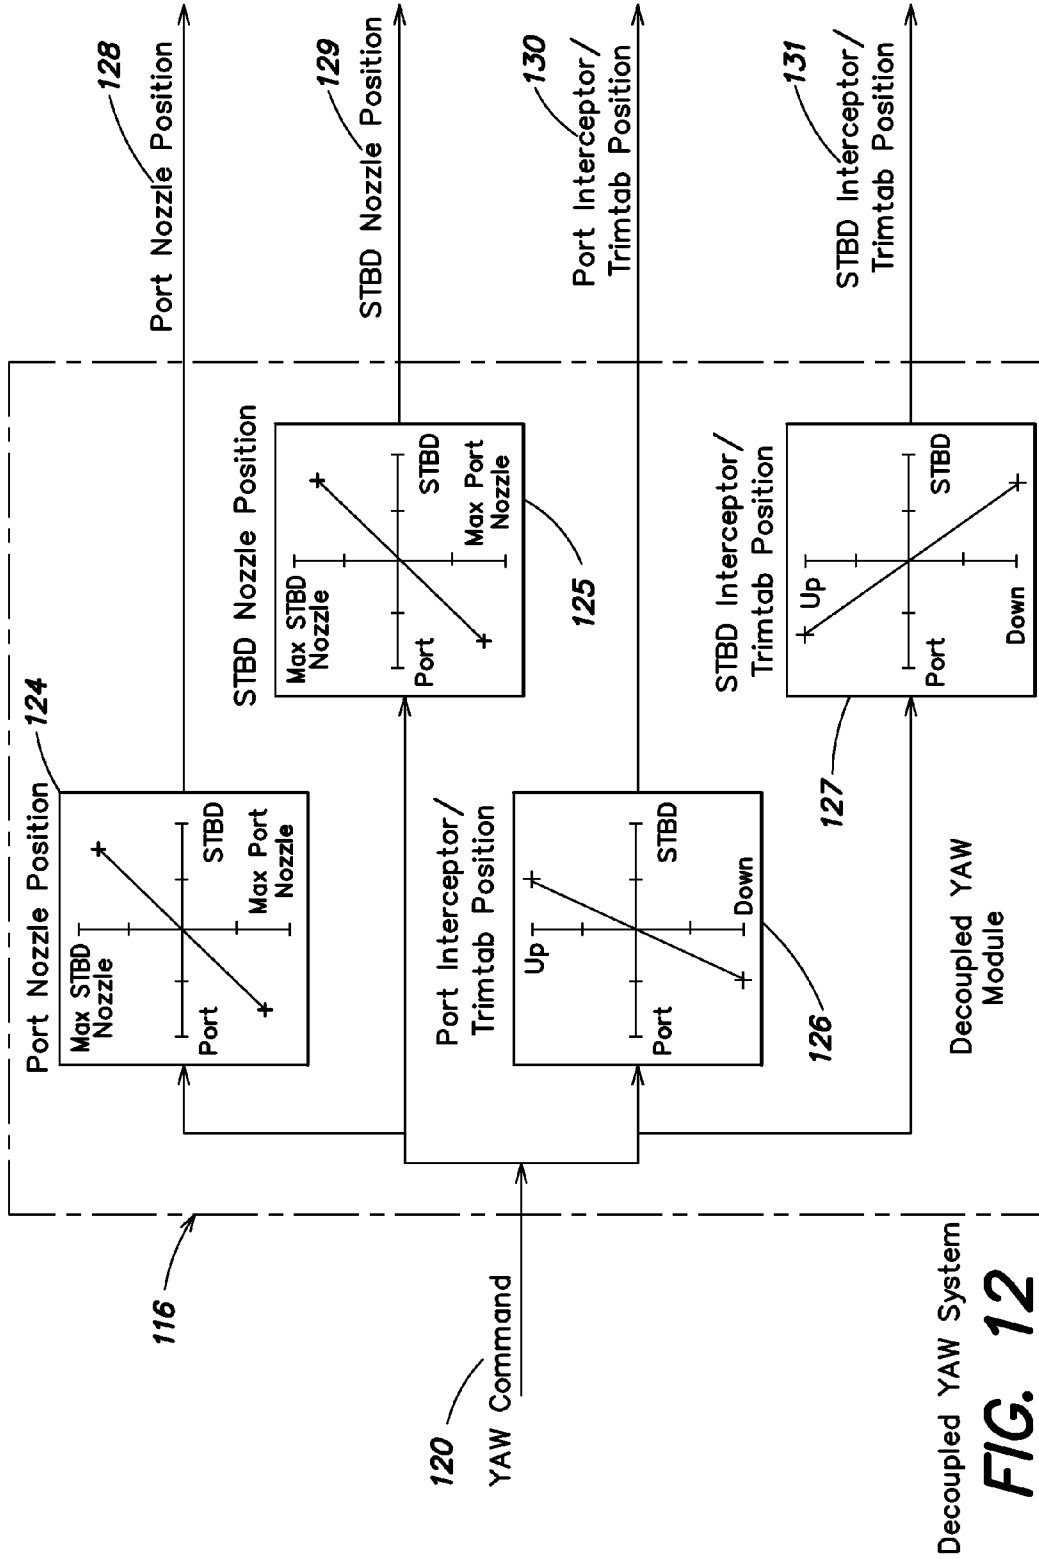 116
120
YAW Command
Port Nozzle Position
124
Max STBD
Nozzle
Port
STBD
Max Port
Nozzle
Port Nozzle Position
128
STBD Nozzle Position
Max STBD
Nozzle
Port
STBD
Max Port
Nozzle
125
STBD Nozzle Position
129
Port Interceptor/
Trimtab Position
Up
Port
STBD
Down
126
Port Interceptor/
Trimtab Position
130
STBD Interceptor/
Trimtab Position
Up
Port
STBD
Down
127
STBD Interceptor/
Trimtab Position
131
Decoupled YAW
Module
Decoupled YAW System
FIG. 12